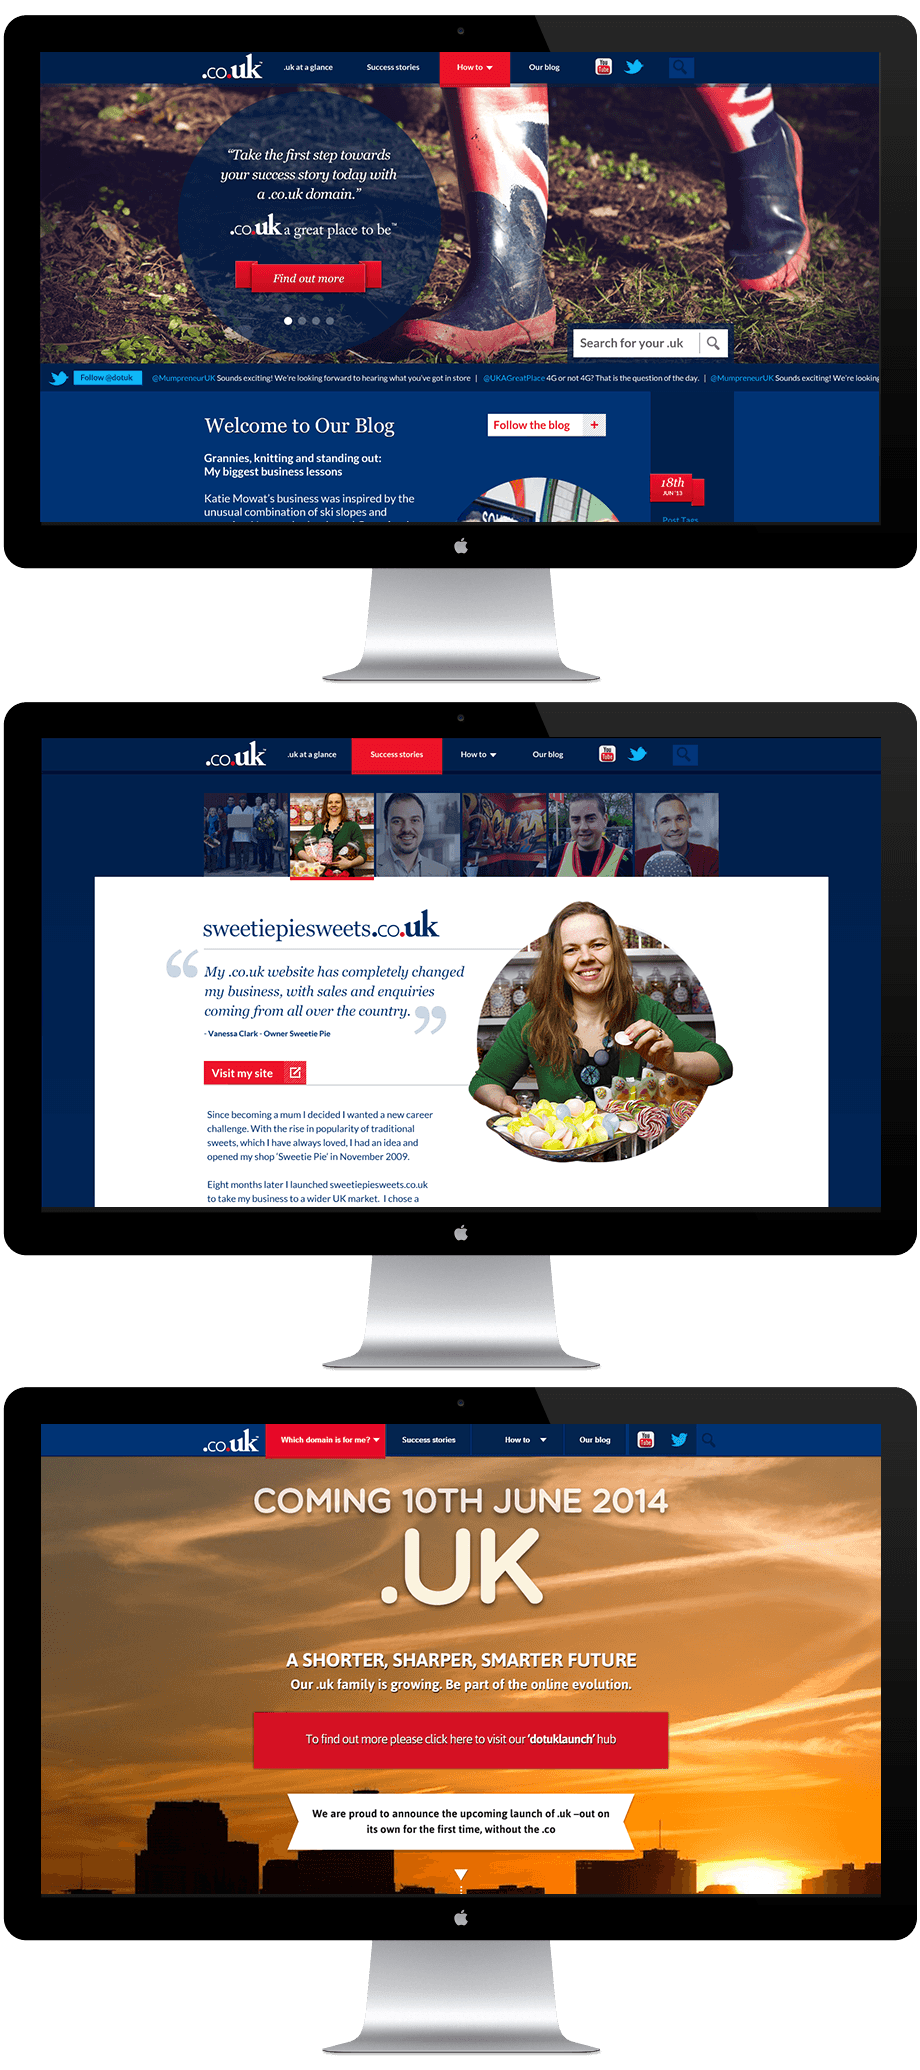 .co.uk™
.uk at a glance
Success stories
How to
Our blog
You
Tube
“Take the first step towards
your success story today with
a .co.uk domain.”
.co.uk a great place to be™
Find out more
Search for your .uk
Follow @dotuk
@MumpreneurUK Sounds exciting! We're looking forward to hearing what you've got in store | @UKAGreatPlace 4G or not 4G? That is the question of the day. | @MumpreneurUK Sounds exciting! We're looking
Welcome to Our Blog
Follow the blog +
Grannies, knitting and standing out:
My biggest business lessons
Katie Mowat's business was inspired by the
unusual combination of ski slopes and
18th
JUN '13
Post Tags
.co.uk™
.uk at a glance
Success stories
How to
Our blog
You
Tube
sweetiepiesweets.co.uk
“ My .co.uk website has completely changed
my business, with sales and enquiries
coming from all over the country. ”
- Vanessa Clark - Owner Sweetie Pie
Visit my site
Since becoming a mum I decided I wanted a new career
challenge. With the rise in popularity of traditional
sweets, which I have always loved, I had an idea and
opened my shop ‘Sweetie Pie’ in November 2009.
Eight months later I launched sweetiepiesweets.co.uk
to take my business to a wider UK market. I chose a
.co.uk™
Which domain is for me?
Success stories
How to
Our blog
You
Tube
COMING 10TH JUNE 2014
.UK
A SHORTER, SHARPER, SMARTER FUTURE
Our .uk family is growing. Be part of the online evolution.
To find out more please click here to visit our 'dotuklaunch' hub
We are proud to announce the upcoming launch of .uk –out on
its own for the first time, without the .co